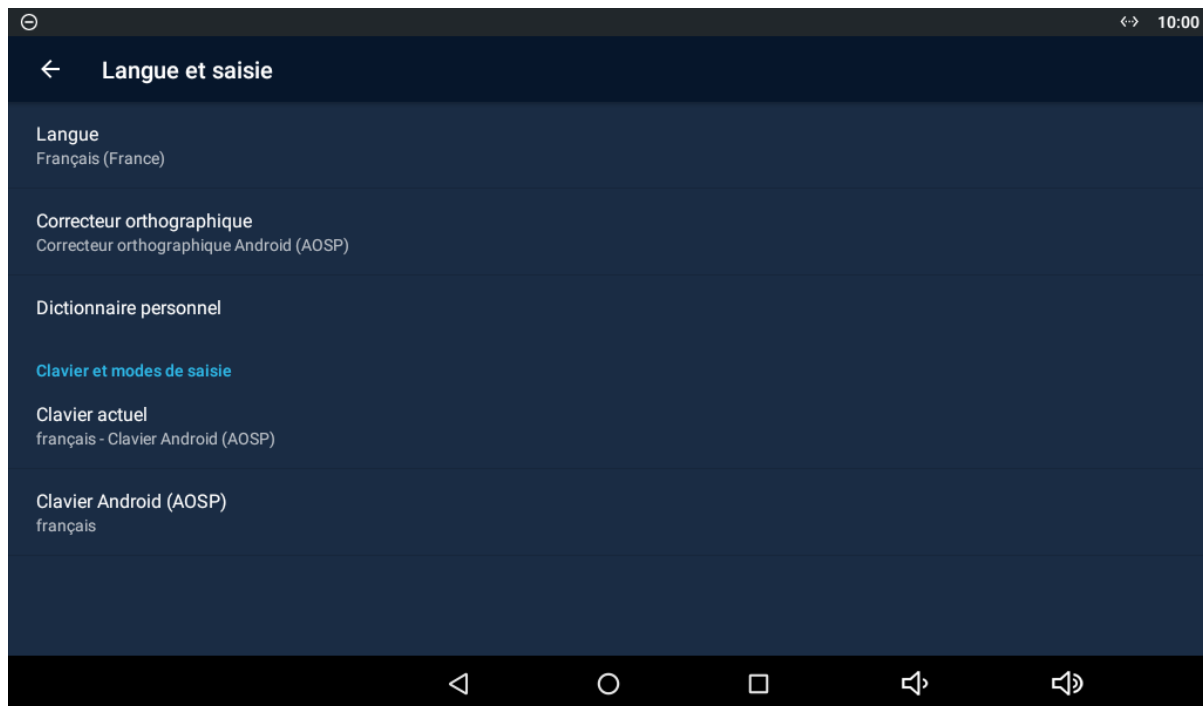 10:00
Langue et saisie
Langue
Français (France)
Correcteur orthographique
Correcteur orthographique Android (AOSP)
Dictionnaire personnel
Clavier et modes de saisie
Clavier actuel
français - Clavier Android (AOSP)
Clavier Android (AOSP)
français